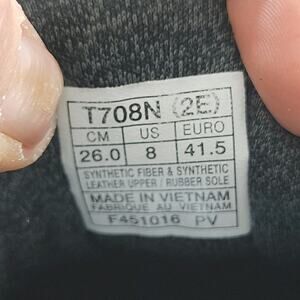 T708N (2E)
CM US EURO
26.0 8 41.5
SYNTHETIC FIBER & SYNTHETIC
LEATHER UPPER / RUBBER SOLE
MADE IN VIETNAM
FABRIQUE AU VIETNAM
F451016 PV